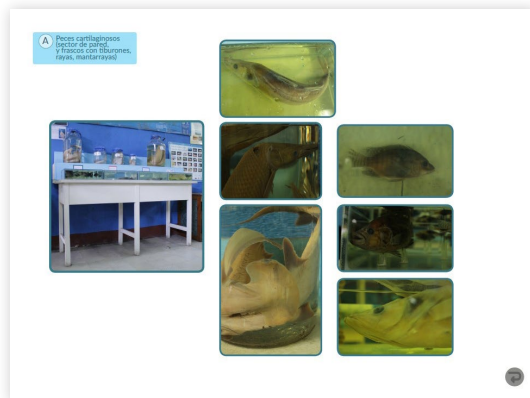 A
Peces cartilaginosos
(sector de pared,
y frascos con tiburones,
rayas, mantarrayas)